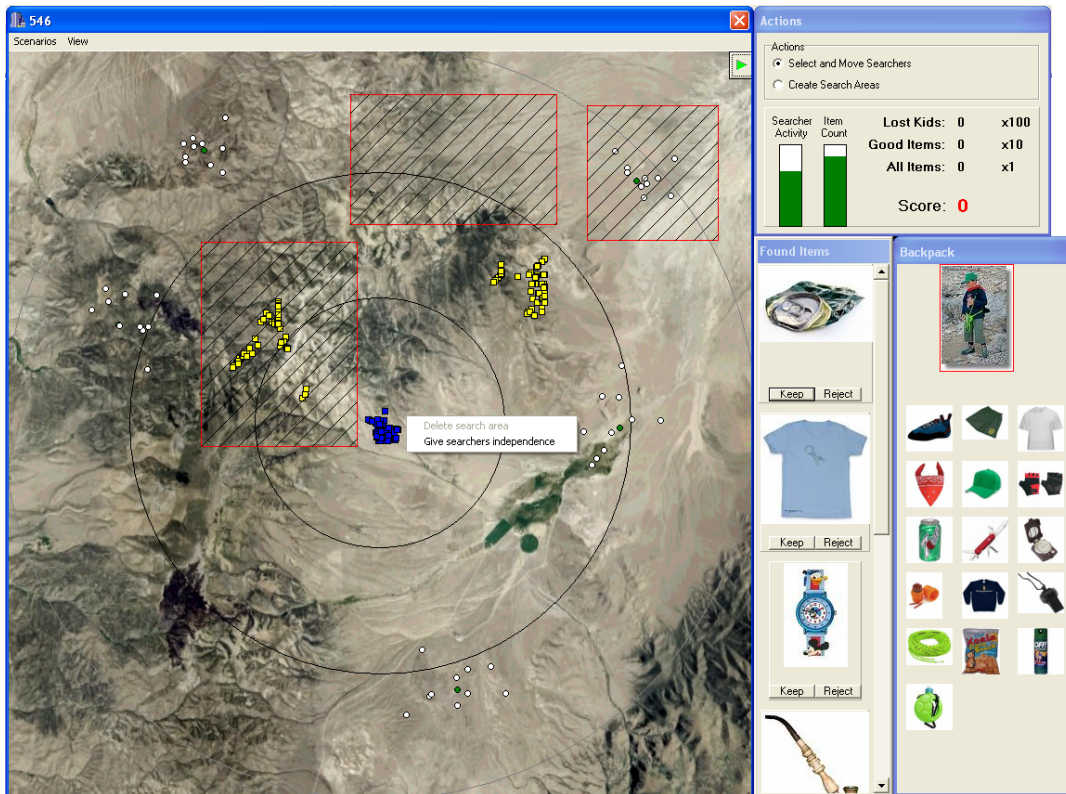 546
Scenarios View
Delete search area
Give searchers independence
Actions
Actions
Select and Move Searchers
Create Search Areas
Searcher Activity
Item Count
Lost Kids: 0 x100
Good Items: 0 x10
All Items: 0 x1
Score: 0
Found Items
Keep Reject
Keep Reject
Keep Reject
Backpack
OFF!